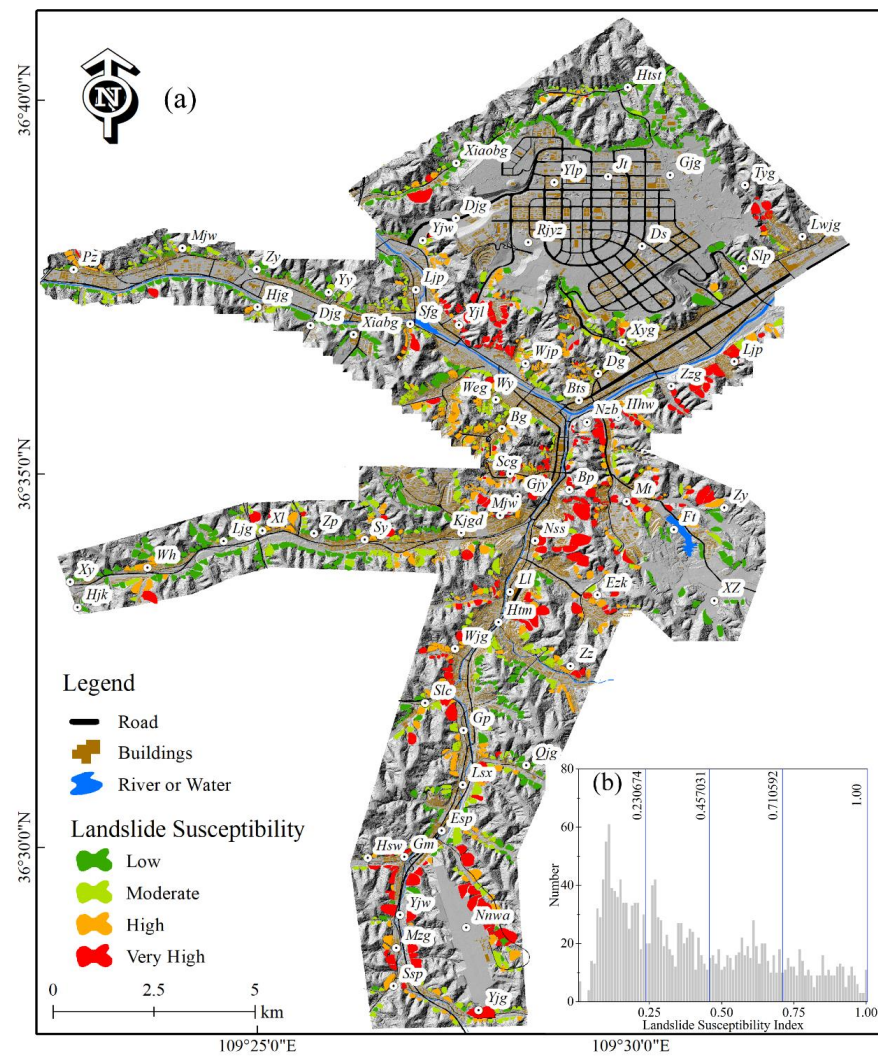 36°40'0"N
N
(a)
Htst
Xiaobg
Ylp
Jt
Gjg
Tyg
Djg
Yjw
Rjyz
Ds
Lwjg
Mjw
Pz
Zy
Slp
Yy
Ljp
Hjg
Djg
Xiabg
Sfg
Yjl
Xyg
Wjp
Dg
Ljp
Zzg
Weg
Wy
Bts
Nzb
Hhw
Bg
36°35'0"N
Scg
Gjy
Bp
Mjw
Mt
Zy
Ft
Xl
Zp
Ljg
Sy
Kjgd
Nss
Wh
Xy
Hjk
Ll
Ezk
XZ
Htm
Wjg
Zz
Slc
Gp
Qjg
Lsx
Esp
36°30'0"N
Hsw
Gm
Yjw
Nnwa
Mzg
Ssp
Yjg
Legend
Road
Buildings
River or Water
Landslide Susceptibility
Low
Moderate
High
Very High
0
2.5
5
km
(b)
0.230674
0.457031
0.710592
1.00
80
60
40
20
0
Number
0.25
0.50
0.75
1.00
Landslide Susceptibility Index
109°25'0"E
109°30'0"E